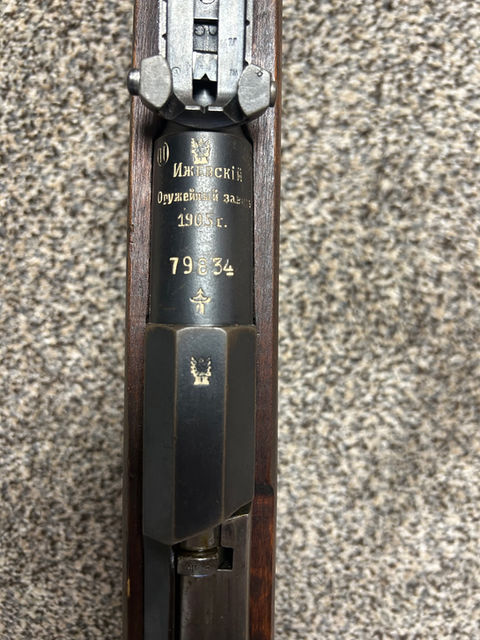 Ижевскій
Оружейный заводъ
1905 г.
79834